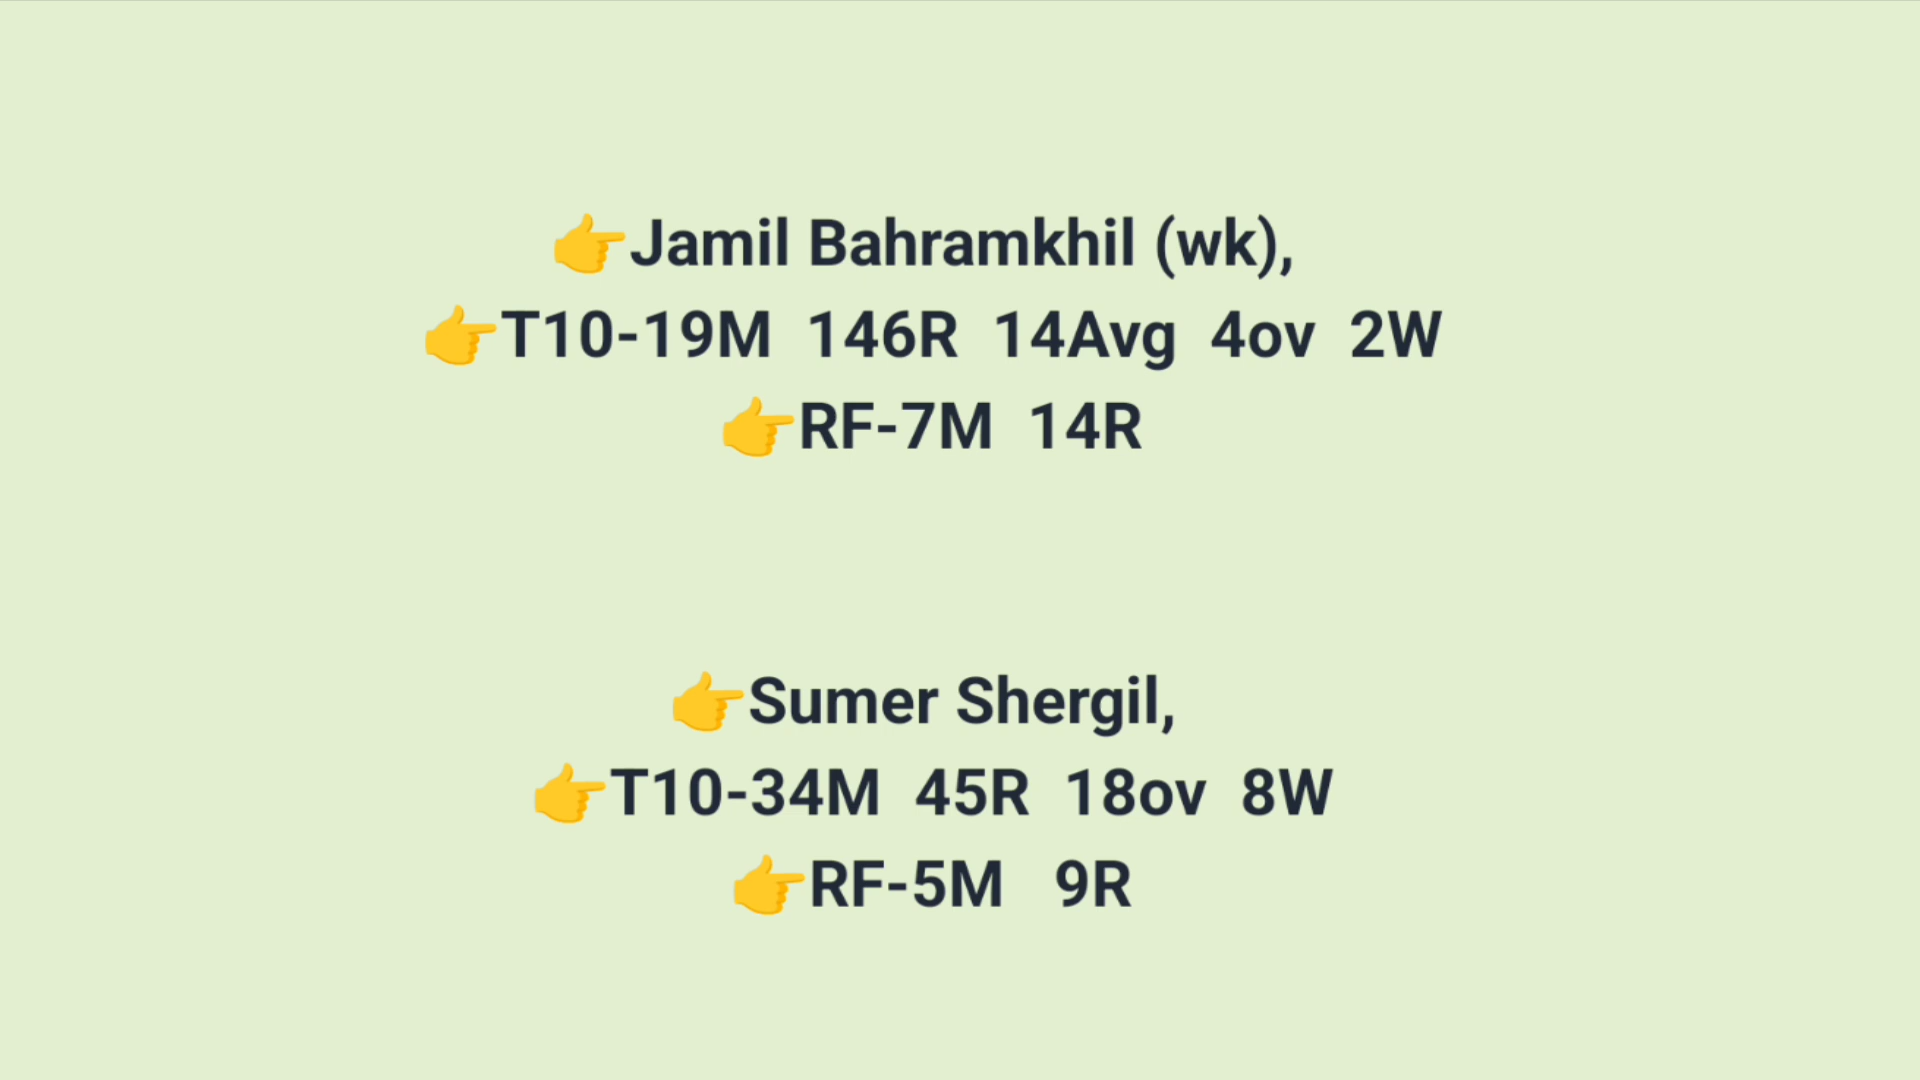 👉Jamil Bahramkhil (wk),
👉T10-19M 146R 14Avg 4ov 2W
👉RF-7M 14R
👉Sumer Shergil,
👉T10-34M 45R 18ov 8W
👉RF-5M 9R